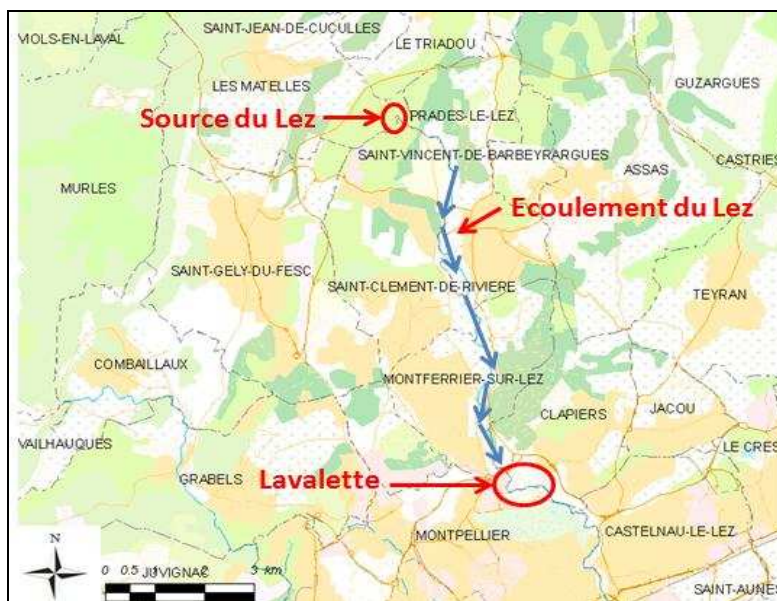 SAINT-JEAN-DE-CUCULLES
VIOLS-EN-LAVAL
LE TRIADOU
LES MATELLES
GUZARGUES
Source du Lez
PRADES-LE-LEZ
SAINT-VINCENT-DE-BARBEYRARGUES
CASTRIES
ASSAS
MURLES
Ecoulement du Lez
SAINT-GELY-DU-FESC
SAINT-CLEMENT-DE-RIVIERE
TEYRAN
COMBAILLAUX
MONTFERRIER-SUR-LEZ
JACOU
CLAPIERS
VAILHAUQUES
LE CRES
GRABELS
Lavalette
MONTPELLIER
CASTELNAU-LE-LEZ
N
0 0.5 1 2 3 km
JUVIGNAC
SAINT-AUNES